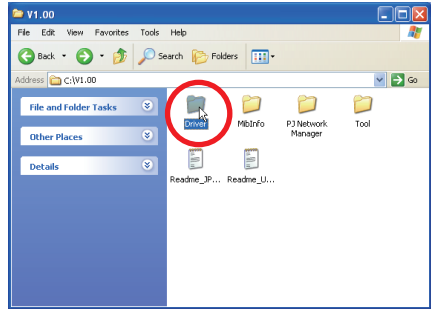 V1.00
File Edit View Favorites Tools Help
Back Search Folders
Address C:\V1.00 Go
File and Folder Tasks
Other Places
Details
Driver MibInfo PJ Network Manager Tool
Readme_JP... Readme_U...